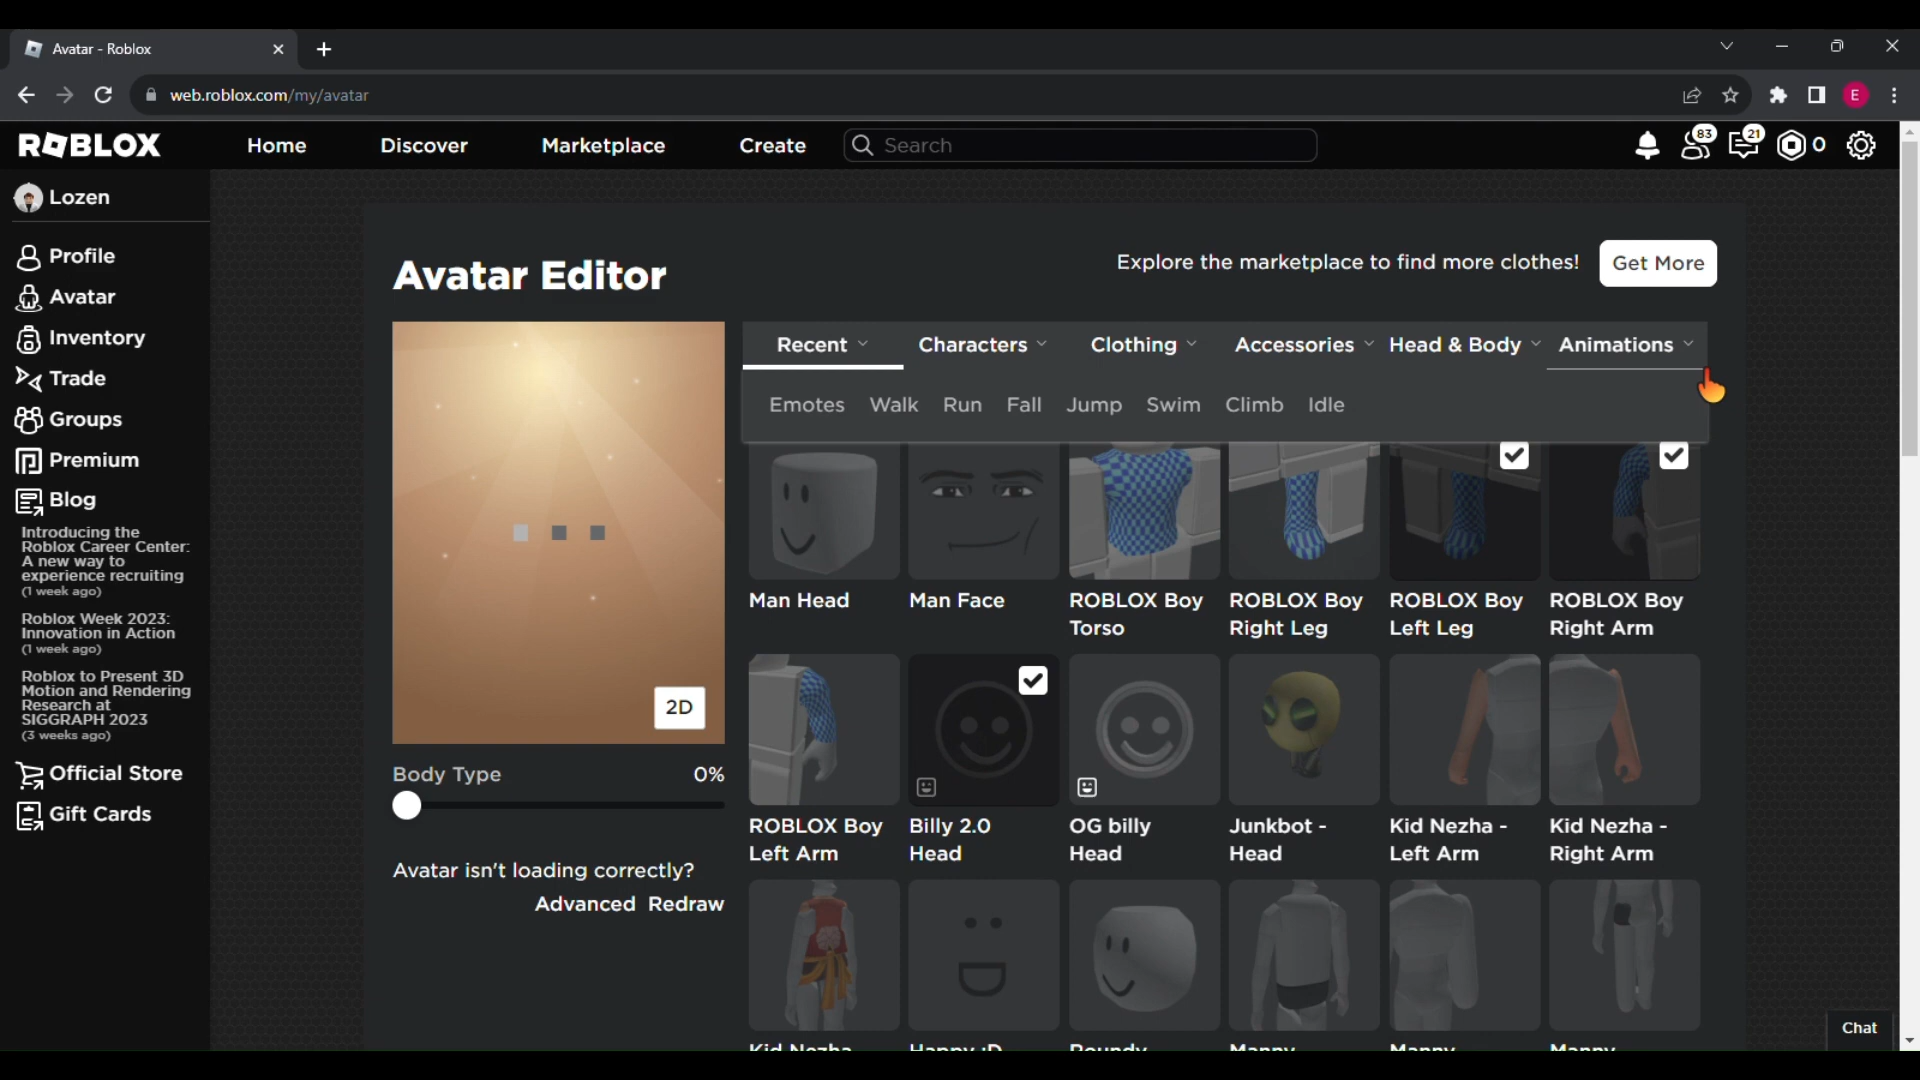 Avatar - Roblox
web.roblox.com/my/avatar
E
ROBLOX
Home
Discover
Marketplace
Create
Search
83
21
0
Lozen
Profile
Avatar
Inventory
Trade
Groups
Premium
Blog
Introducing the
Roblox Career Center:
A new way to
experience recruiting
(1 week ago)
Roblox Week 2023:
Innovation in Action
(1 week ago)
Roblox to Present 3D
Motion and Rendering
Research at
SIGGRAPH 2023
(3 weeks ago)
Official Store
Gift Cards
Avatar Editor
Explore the marketplace to find more clothes!
Get More
2D
Body Type 0%
Avatar isn't loading correctly?
Advanced Redraw
Recent Characters Clothing Accessories Head & Body Animations
Emotes Walk Run Fall Jump Swim Climb Idle
Man Head
Man Face
ROBLOX Boy
Torso
ROBLOX Boy
Right Leg
ROBLOX Boy
Left Leg
ROBLOX Boy
Right Arm
ROBLOX Boy
Left Arm
Billy 2.0
Head
OG billy
Head
Junkbot -
Head
Kid Nezha -
Left Arm
Kid Nezha -
Right Arm
Kid Nezha
Happy :D
Roundy
Manny
Manny
Manny
Chat